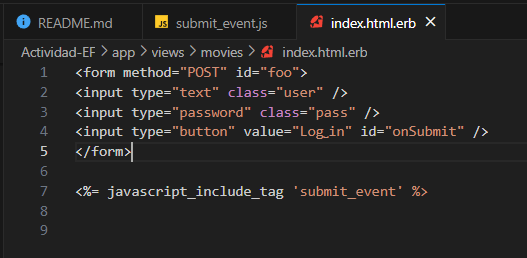 README.md
JS submit_event.js
index.html.erb
Actividad-EF > app > views > movies > index.html.erb
1 <form method="POST" id="foo">
2 <input type="text" class="user" />
3 <input type="password" class="pass" />
4 <input type="button" value="Log_in" id="onSubmit" />
5 </form>
6
7 <%= javascript_include_tag 'submit_event' %>
8
9